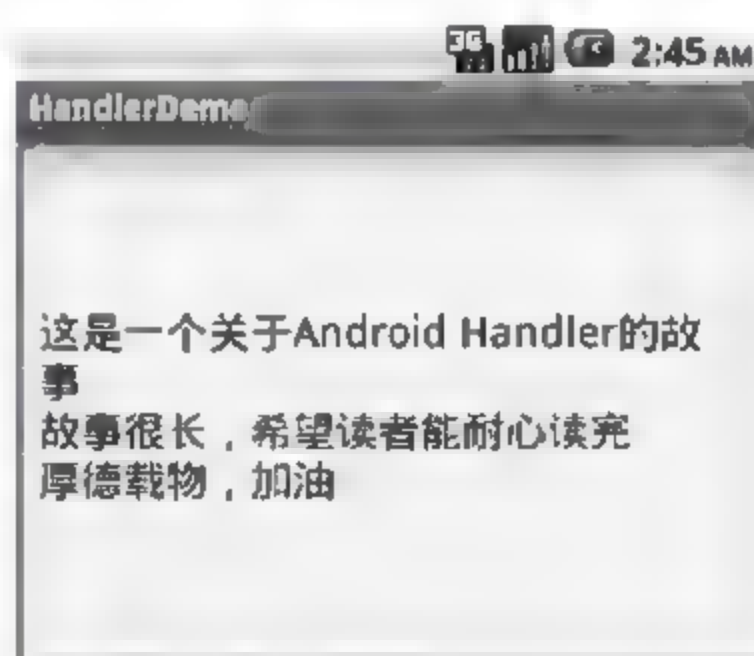 3G 2:45 AM
HandlerDemo
这是一个关于Android Handler的故
事
故事很长，希望读者能耐心读完
厚德载物，加油